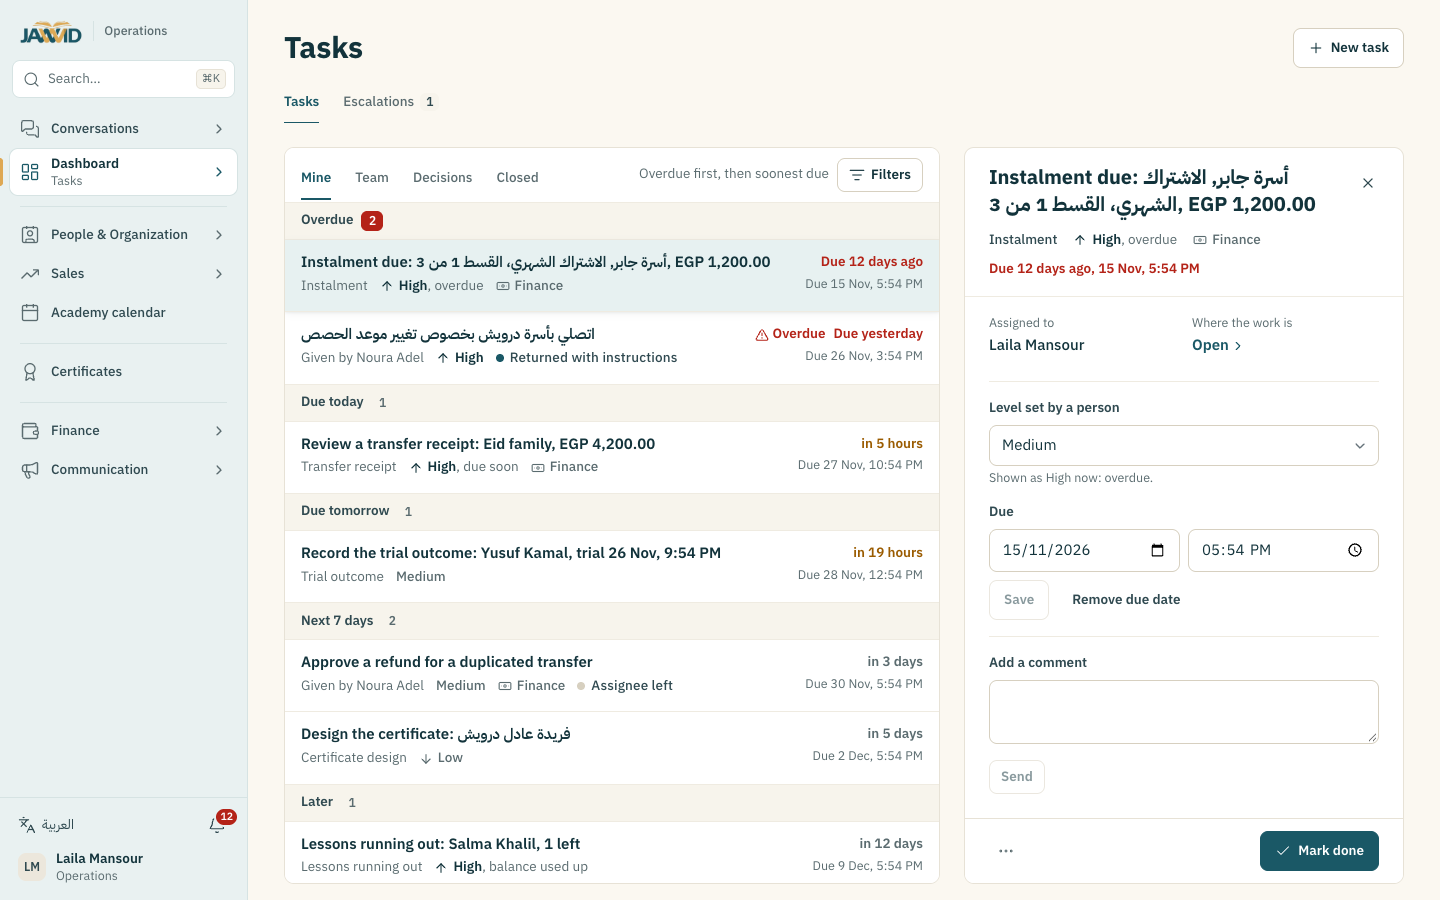 JAWID
Operations
Search...
⌘K
Conversations
Dashboard
Tasks
People & Organization
Sales
Academy calendar
Certificates
Finance
Communication
العربية
12
LM
Laila Mansour
Operations
Tasks
New task
Tasks
Escalations 1
Mine
Team
Decisions
Closed
Overdue first, then soonest due
Filters
Overdue 2
Instalment due: أسرة جابر, الاشتراك الشهري، القسط 1 من 3, EGP 1,200.00
Due 12 days ago
Instalment High, overdue Finance
Due 15 Nov, 5:54 PM
اتصلي بأسرة درويش بخصوص تغيير موعد الحصص
Overdue Due yesterday
Given by Noura Adel High Returned with instructions
Due 26 Nov, 3:54 PM
Due today 1
Review a transfer receipt: Eid family, EGP 4,200.00
in 5 hours
Transfer receipt High, due soon Finance
Due 27 Nov, 10:54 PM
Due tomorrow 1
Record the trial outcome: Yusuf Kamal, trial 26 Nov, 9:54 PM
in 19 hours
Trial outcome Medium
Due 28 Nov, 12:54 PM
Next 7 days 2
Approve a refund for a duplicated transfer
in 3 days
Given by Noura Adel Medium Finance Assignee left
Due 30 Nov, 5:54 PM
Design the certificate: فريدة عادل درويش
in 5 days
Certificate design Low
Due 2 Dec, 5:54 PM
Later 1
Lessons running out: Salma Khalil, 1 left
in 12 days
Lessons running out High, balance used up
Due 9 Dec, 5:54 PM
Instalment due: أسرة جابر, الاشتراك
الشهري، القسط 1 من 3, EGP 1,200.00
Instalment High, overdue Finance
Due 12 days ago, 15 Nov, 5:54 PM
Assigned to
Laila Mansour
Where the work is
Open
Level set by a person
Medium
Shown as High now: overdue.
Due
15/11/2026
05:54 PM
Save
Remove due date
Add a comment
Send
Mark done